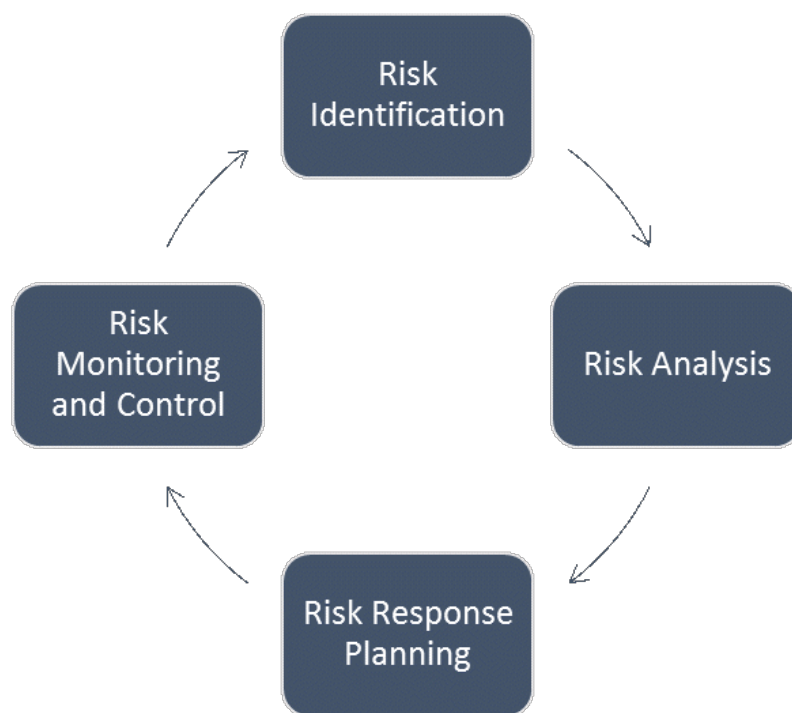 Risk
Identification
Risk Analysis
Risk Response
Planning
Risk
Monitoring
and Control